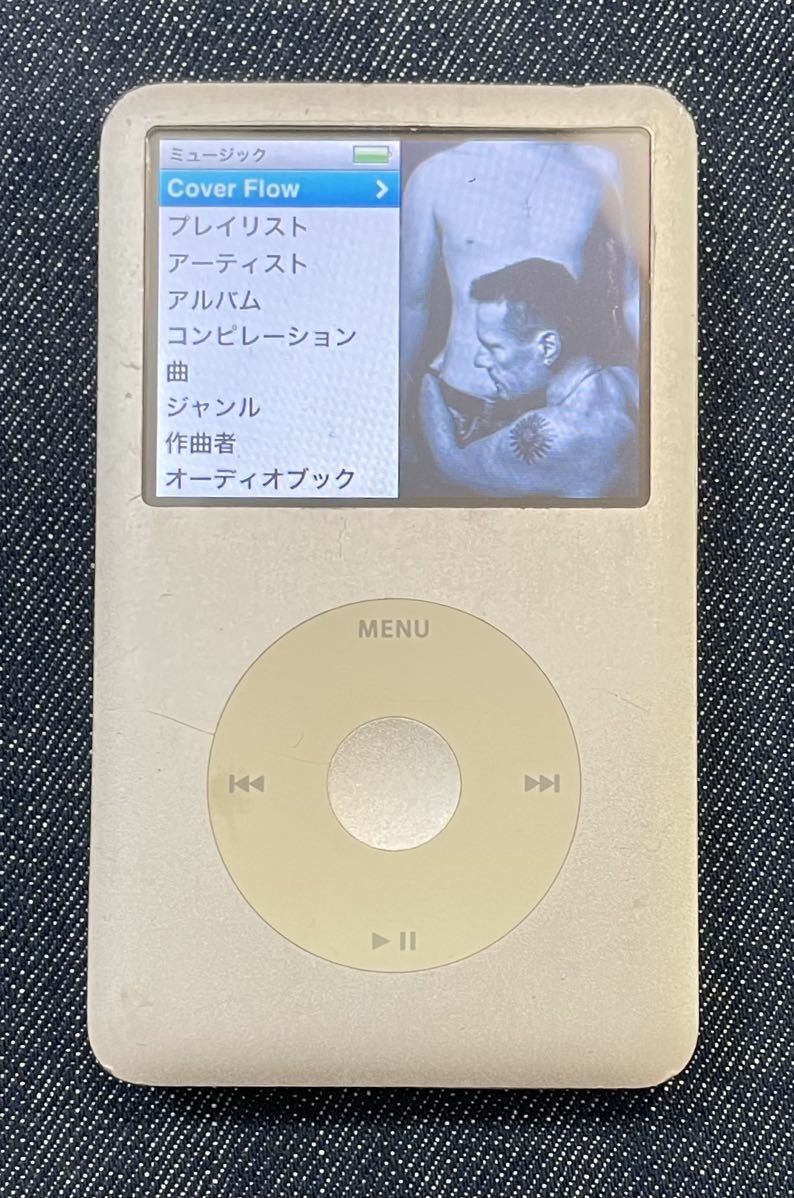 ミュージック
Cover Flow
プレイリスト
アーティスト
アルバム
コンピレーション
曲
ジャンル
作曲者
オーディオブック
MENU